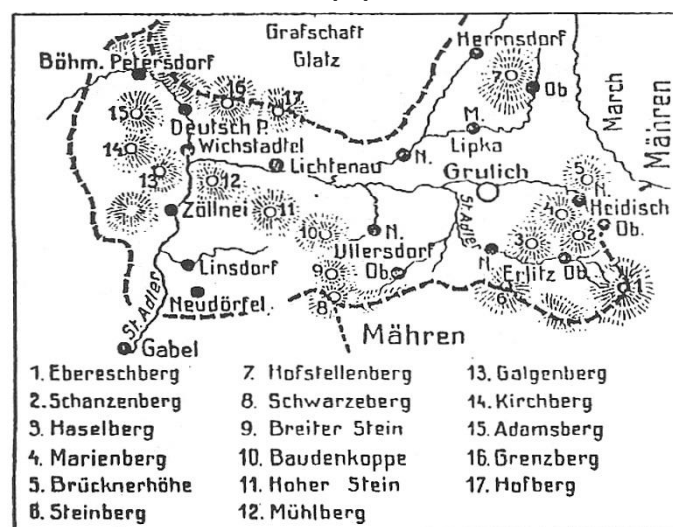 Grafschaft
Glatz
Herrnsdorf
Böhm. Petersdorf
7
Ob
16
17
15
Deutsch P.
M.
Lipka
March
Mähren
Wichstadtel
14
Lichtenau
N.
13
12
Grulich
5
N.
Heidisch
Ob.
4
2
Zöllnei
11
10
N.
Ullersdorf
Ob.
St. Adler
3
N.
Erlitz Ob.
Linsdorf
9
Neudörfel
8
6
1
St. Adler
Mähren
Gabel
1. Ebereschberg
2. Schanzenberg
3. Haselberg
4. Marienberg
5. Brücknerhöhe
6. Steinberg
7. Hofstellenberg
8. Schwarzeberg
9. Breiter Stein
10. Baudenkoppe
11. Hoher Stein
12. Mühlberg
13. Galgenberg
14. Kirchberg
15. Adamsberg
16. Grenzberg
17. Hofberg